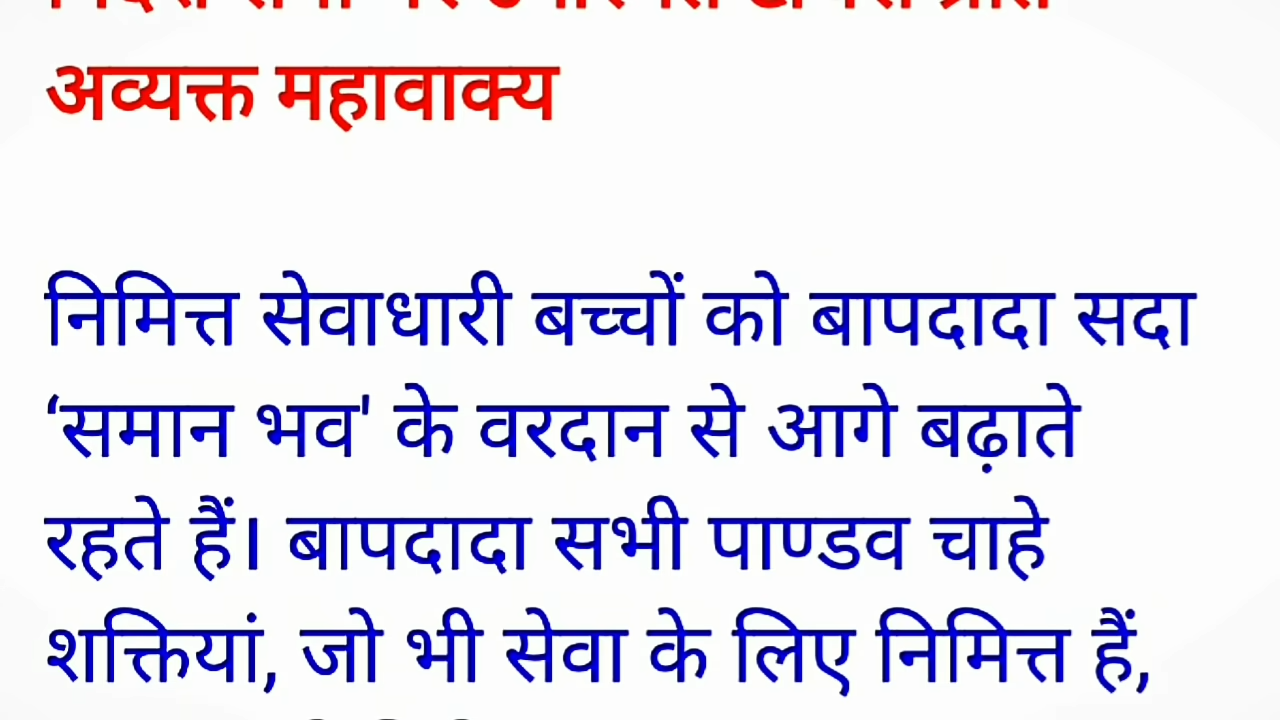 अव्यक्त महावाक्य
निमित्त सेवाधारी बच्चों को बापदादा सदा
‘समान भव' के वरदान से आगे बढ़ाते
रहते हैं। बापदादा सभी पाण्डव चाहे
शक्तियां, जो भी सेवा के लिए निमित्त हैं,